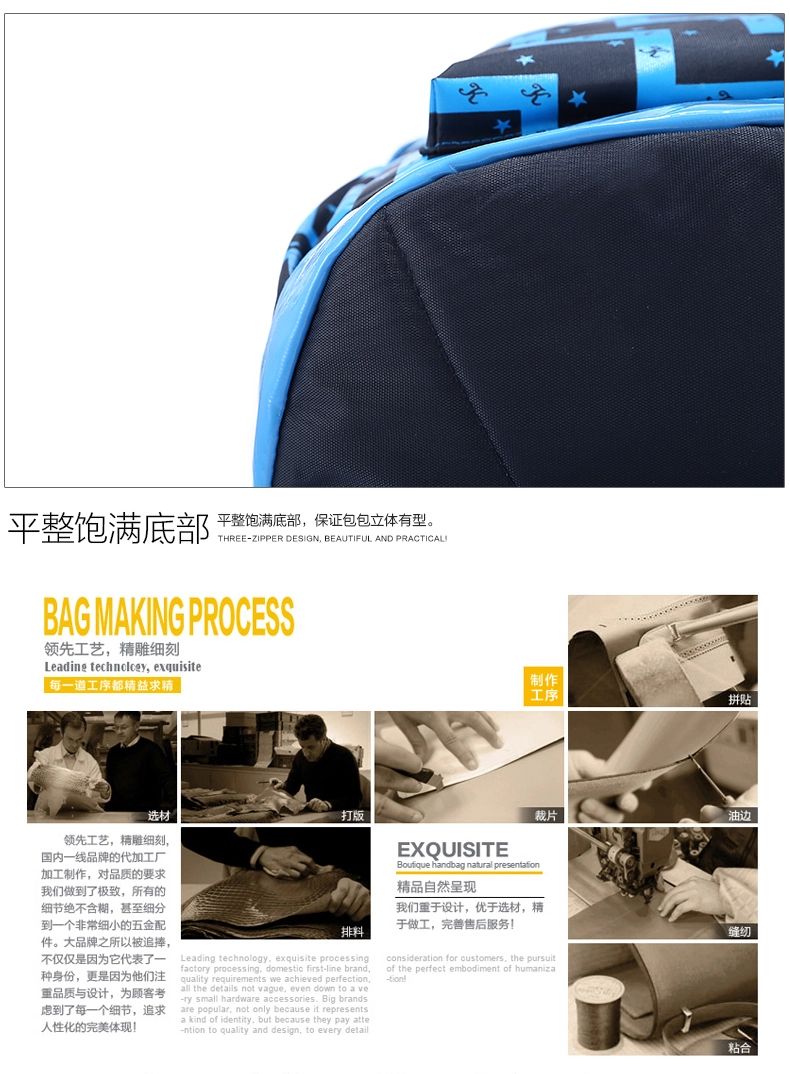 K K K K
平整饱满底部
平整饱满底部，保证包包立体有型。
THREE-ZIPPER DESIGN, BEAUTIFUL AND PRACTICAL!
BAG MAKING PROCESS
领先工艺，精雕细刻
Leading technology, exquisite
每一道工序都精益求精
制作
工序
拼贴
选材
打版
裁片
油边
领先工艺，精雕细刻，
国内一线品牌的代加工厂
加工制作，对品质的要求
我们做到了极致，所有的
细节绝不含糊，甚至细分
到一个非常细小的五金配
件。大品牌之所以被追捧，
不仅仅是因为它代表了一
种身份，更是因为他们注
重品质与设计，为顾客考
虑到了每一个细节，追求
人性化的完美体现！
排料
EXQUISITE
Boutique handbag natural presentation
精品自然呈现
我们重于设计，优于选材，精
于做工，完善售后服务！
缝纫
Leading technology, exquisite processing
factory processing, domestic first-line brand,
quality requirements we achieved perfection,
all the details not vague, even down to a ve
-ry small hardware accessories. Big brands
are popular, not only because it represents
a kind of identity, but because they pay atte
-ntion to quality and design, to every detail
consideration for customers, the pursuit
of the perfect embodiment of humaniza
-tion!
粘合